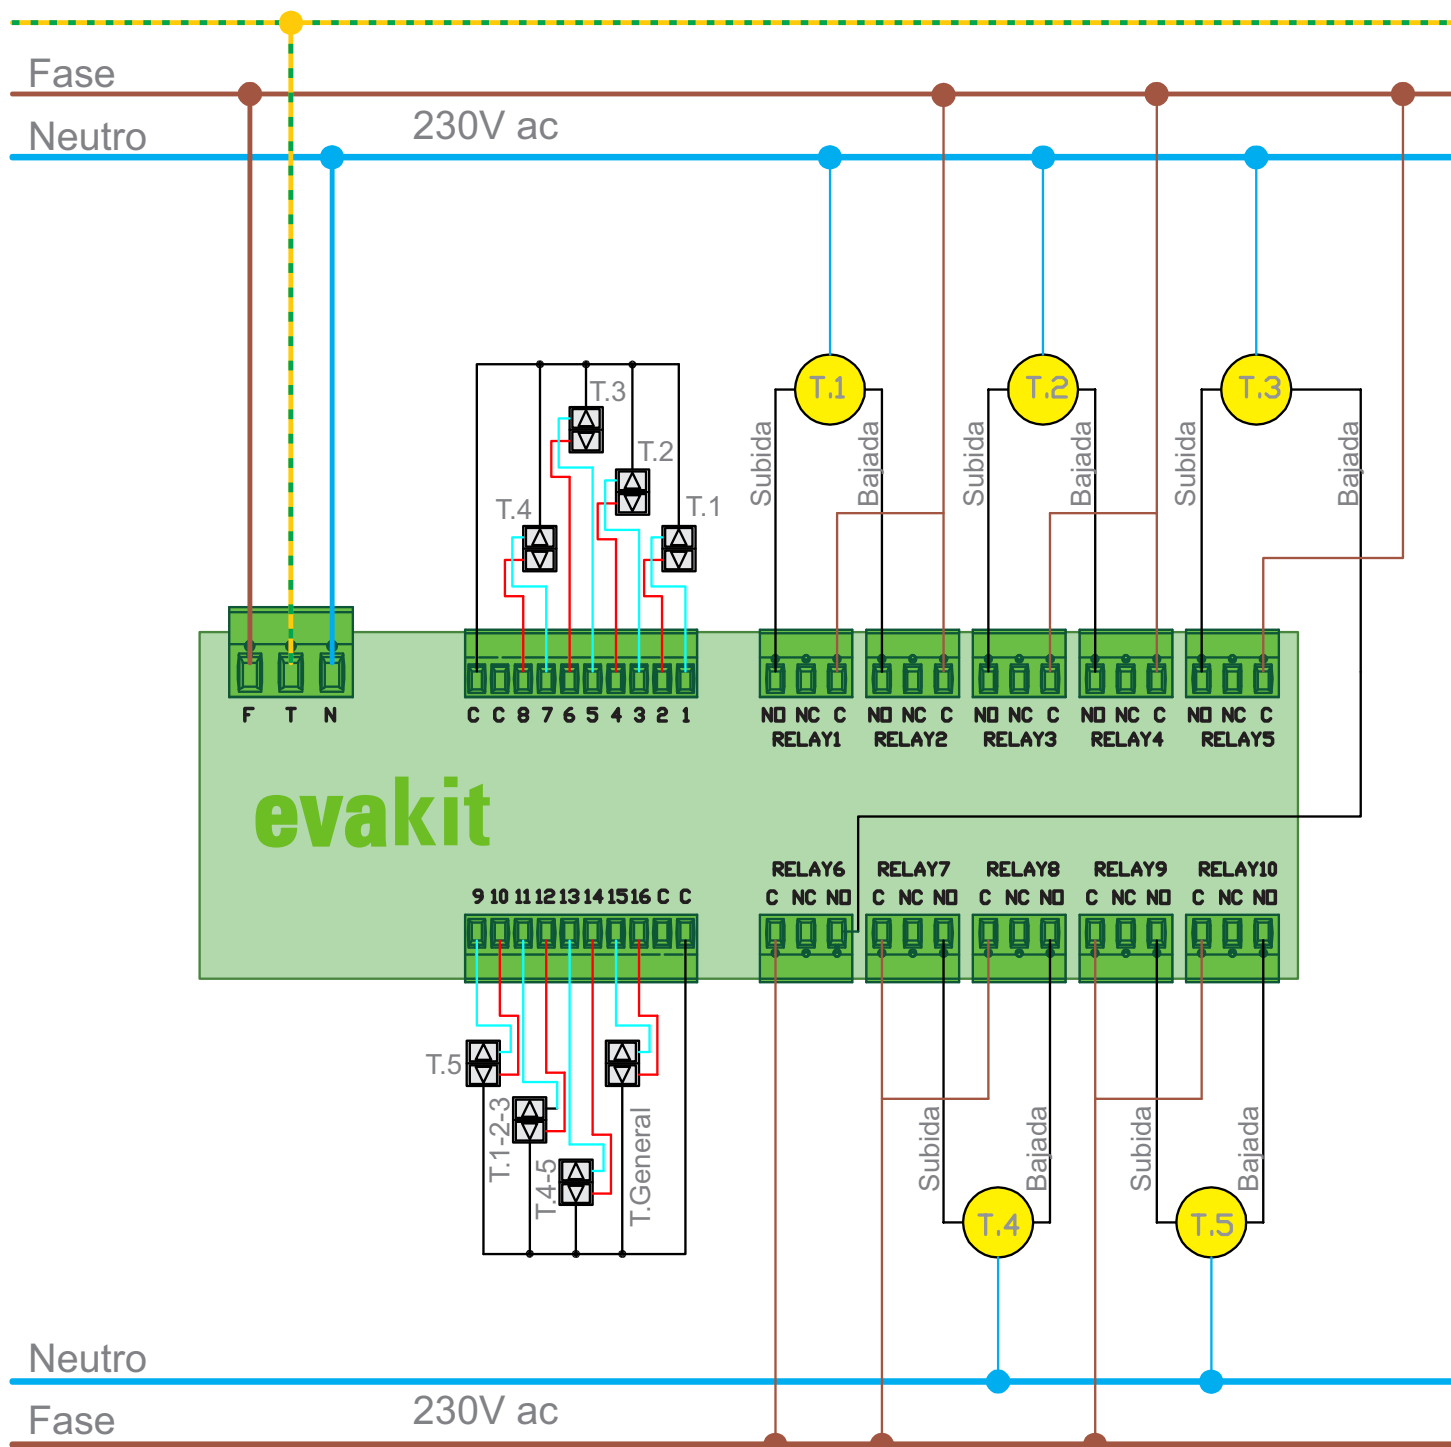 Fase
230V ac
Neutro
T.3
T.1
T.2
T.3
T.2
T.4
T.1
Subida
Bajada
Subida
Bajada
Subida
Bajada
F T N
C C 8 7 6 5 4 3 2 1
NO NC C
NO NC C
NO NC C
NO NC C
NO NC C
RELAY1 RELAY2 RELAY3 RELAY4 RELAY5
evakit
RELAY6 RELAY7 RELAY8 RELAY9 RELAY10
9 10 11 12 13 14 15 16 C C
C NC NO
C NC NO
C NC NO
C NC NO
C NC NO
T.5
T.1-2-3
T.4-5
T.General
Subida
Bajada
Subida
Bajada
T.4
T.5
Neutro
230V ac
Fase